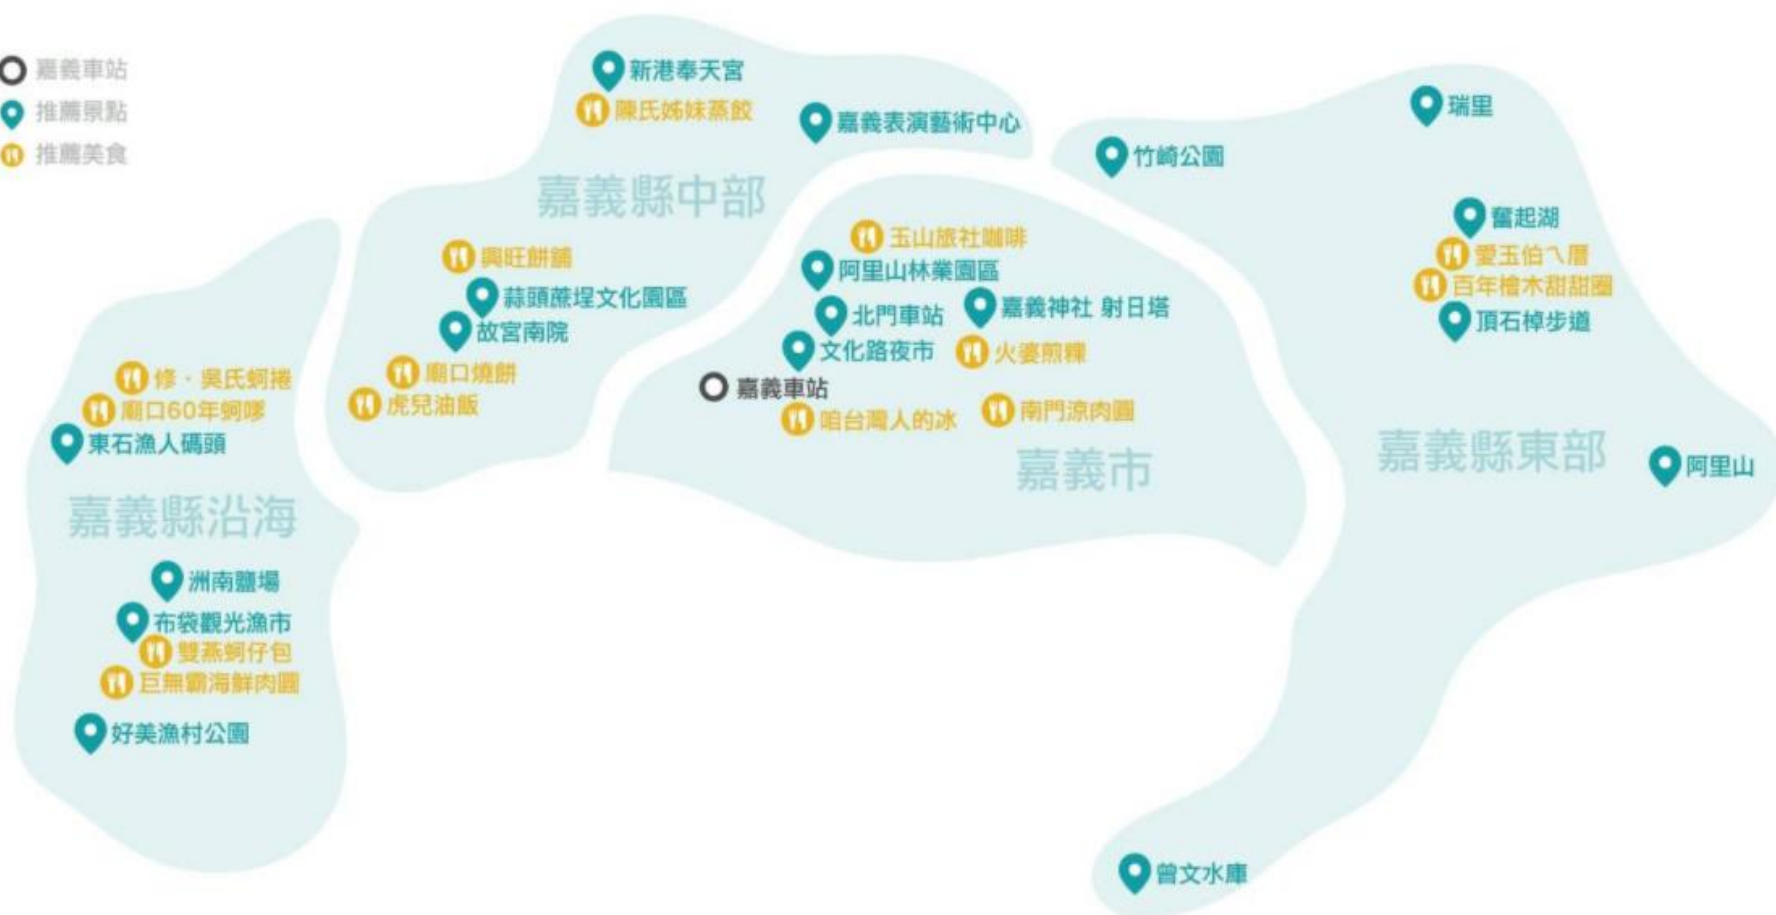 嘉義車站
推薦景點
推薦美食
新港奉天宮
陳氏姊妹蒸餃
嘉義表演藝術中心
嘉義縣中部
興旺餅舖
蒜頭蔗埕文化園區
故宮南院
廟口燒餅
虎兒油飯
修・吳氏蚵捲
廟口60年蚵嗲
東石漁人碼頭
嘉義縣沿海
洲南鹽場
布袋觀光漁市
雙燕蚵仔包
巨無霸海鮮肉圓
好美漁村公園
玉山旅社咖啡
阿里山林業園區
北門車站
嘉義神社 射日塔
文化路夜市
火婆煎粿
嘉義車站
咱台灣人的冰
南門涼肉圓
嘉義市
瑞里
竹崎公園
奮起湖
愛玉伯ㄟ厝
百年檜木甜甜圈
頂石棹步道
嘉義縣東部
阿里山
曾文水庫